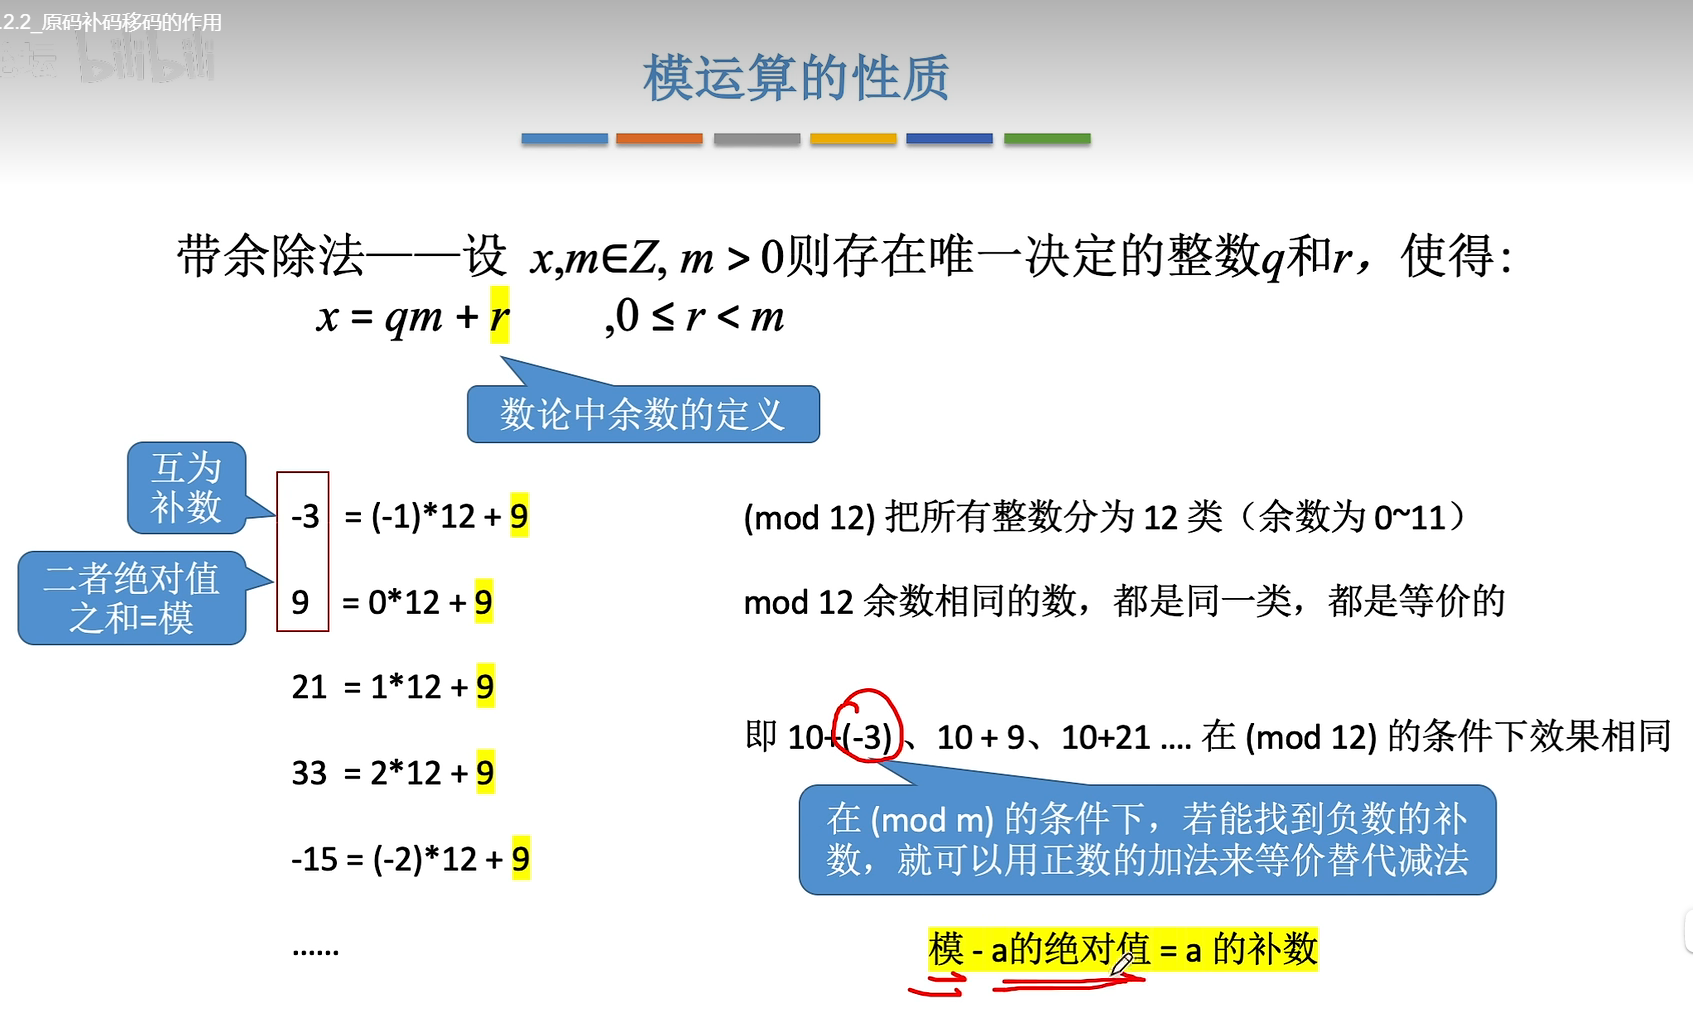 .2.2_原码补码移码的作用
bilibili
模运算的性质
带余除法——设 x,m∈Z, m > 0则存在唯一决定的整数q和r，使得：
x = qm + r ,0 ≤ r < m
数论中余数的定义
互为
补数
二者绝对值
之和=模
-3 = (-1)*12 + 9
9 = 0*12 + 9
21 = 1*12 + 9
33 = 2*12 + 9
-15 = (-2)*12 + 9
......
(mod 12) 把所有整数分为 12 类（余数为 0~11）
mod 12 余数相同的数，都是同一类，都是等价的
即 10+(-3)、10 + 9、10+21 .... 在 (mod 12) 的条件下效果相同
在 (mod m) 的条件下，若能找到负数的补
数，就可以用正数的加法来等价替代减法
模 - a的绝对值 = a 的补数